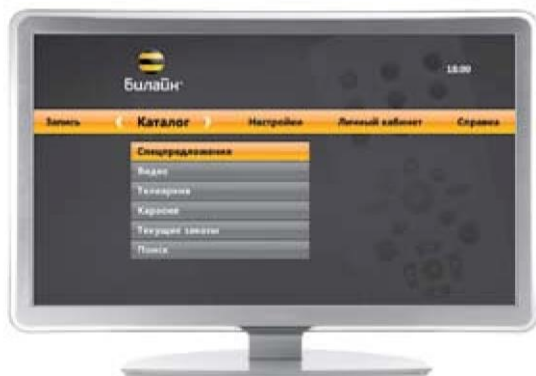 Билайн
18:00
Запись Каталог Настройки Личный кабинет Справка
Спецпредложения
Видео
Телеархив
Караоке
Текущие заказы
Поиск